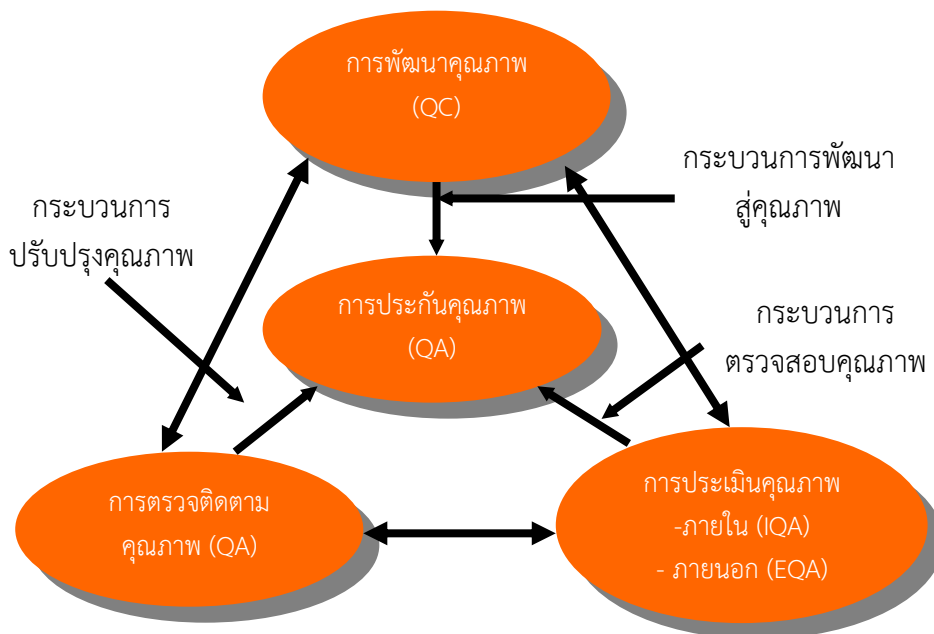 การพัฒนาคุณภาพ
(QC)
กระบวนการพัฒนา
สู่คุณภาพ
กระบวนการ
ปรับปรุงคุณภาพ
การประกันคุณภาพ
(QA)
กระบวนการ
ตรวจสอบคุณภาพ
การตรวจติดตาม
คุณภาพ (QA)
การประเมินคุณภาพ
-ภายใน (IQA)
- ภายนอก (EQA)